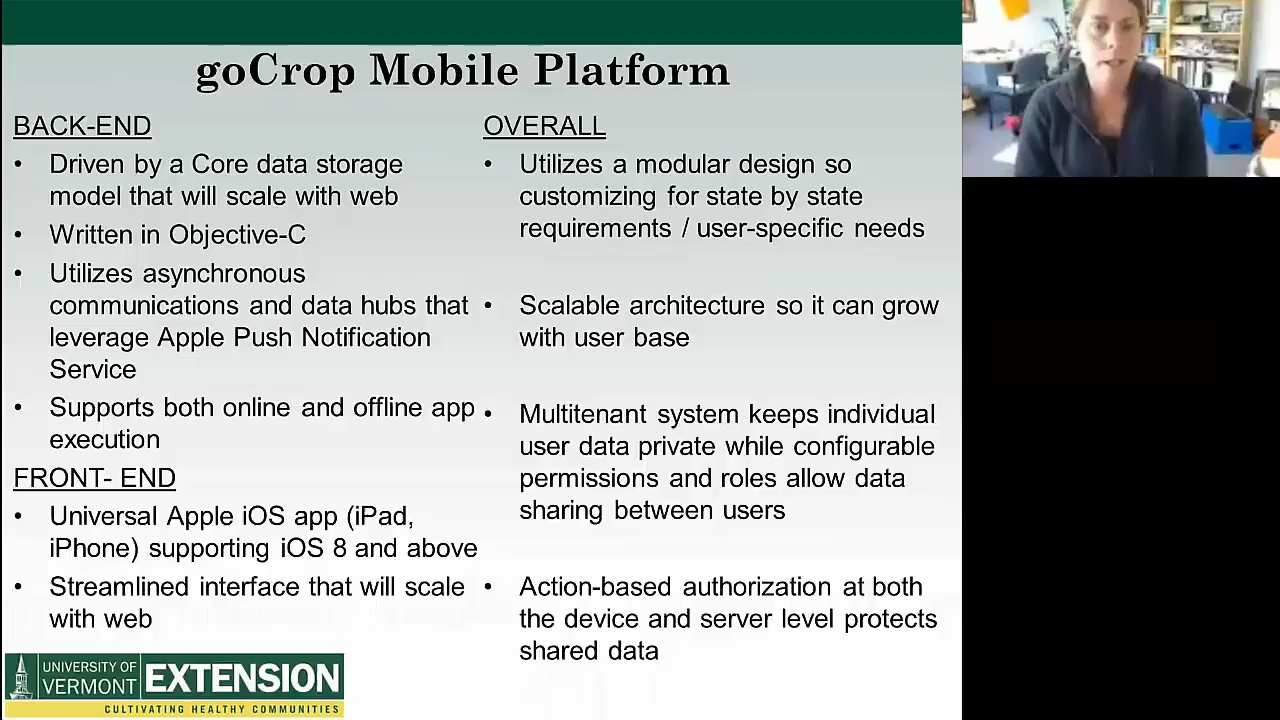 goCrop Mobile Platform
BACK-END
• Driven by a Core data storage
model that will scale with web
• Written in Objective-C
• Utilizes asynchronous
communications and data hubs that
leverage Apple Push Notification
Service
• Supports both online and offline app
execution
FRONT- END
• Universal Apple iOS app (iPad,
iPhone) supporting iOS 8 and above
• Streamlined interface that will scale
with web
OVERALL
• Utilizes a modular design so
customizing for state by state
requirements / user-specific needs
• Scalable architecture so it can grow
with user base
• Multitenant system keeps individual
user data private while configurable
permissions and roles allow data
sharing between users
• Action-based authorization at both
the device and server level protects
shared data
UNIVERSITY OF
VERMONT
EXTENSION
CULTIVATING HEALTHY COMMUNITIES